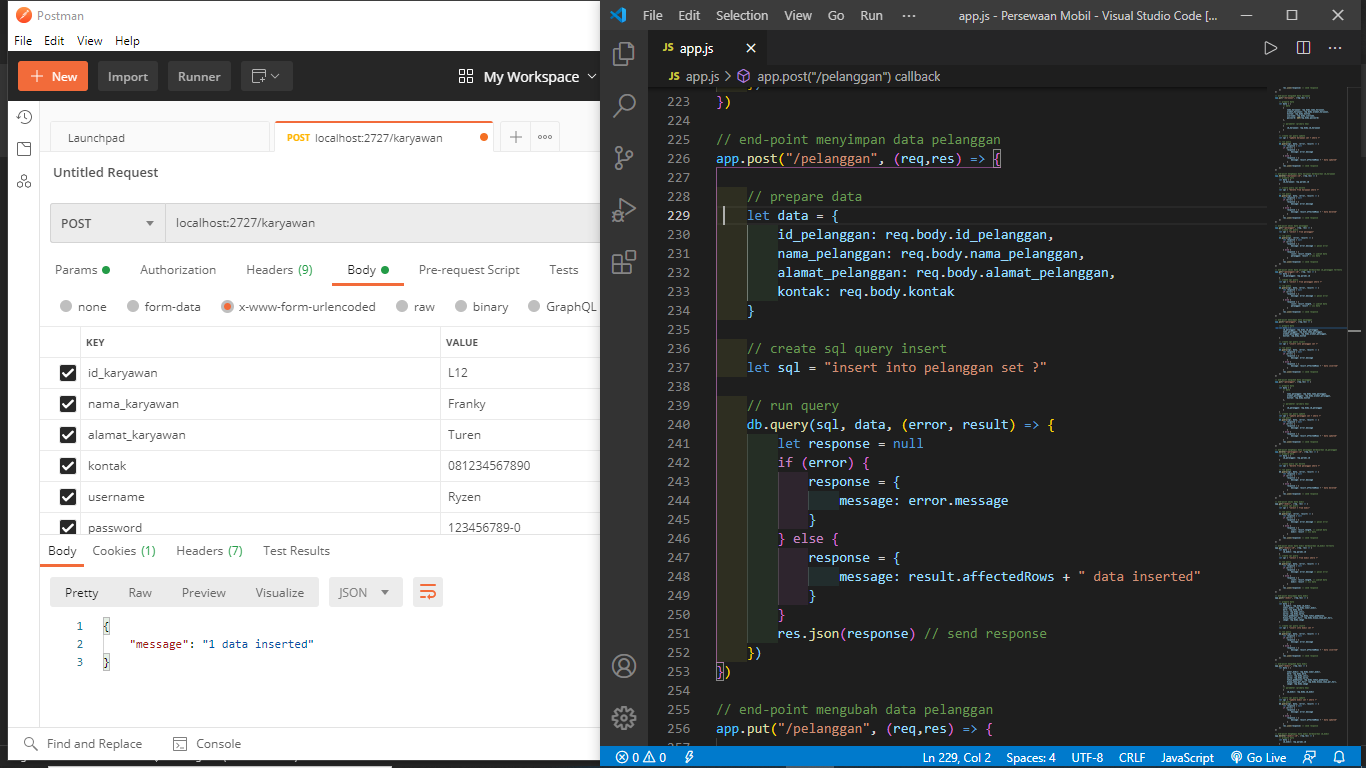 Postman
File Edit View Help
New Import Runner My Workspace
Launchpad POST localhost:2727/karyawan
Untitled Request
POST localhost:2727/karyawan
Params Authorization Headers (9) Body Pre-request Script Tests
none form-data x-www-form-urlencoded raw binary GraphQL
KEY VALUE
id_karyawan L12
nama_karyawan Franky
alamat_karyawan Turen
kontak 081234567890
username Ryzen
password 123456789-0
Body Cookies (1) Headers (7) Test Results
Pretty Raw Preview Visualize JSON
1 {
2 "message": "1 data inserted"
3 }
Find and Replace Console
File Edit Selection View Go Run ··· app.js - Persewaan Mobil - Visual Studio Code [...
JS app.js
JS app.js > app.post("/pelanggan") callback
223 })
224
225 // end-point menyimpan data pelanggan
226 app.post("/pelanggan", (req,res) => {
227
228 // prepare data
229 let data = {
230 id_pelanggan: req.body.id_pelanggan,
231 nama_pelanggan: req.body.nama_pelanggan,
232 alamat_pelanggan: req.body.alamat_pelanggan,
233 kontak: req.body.kontak
234 }
235
236 // create sql query insert
237 let sql = "insert into pelanggan set ?"
238
239 // run query
240 db.query(sql, data, (error, result) => {
241 let response = null
242 if (error) {
243 response = {
244 message: error.message
245 }
246 } else {
247 response = {
248 message: result.affectedRows + " data inserted"
249 }
250 }
251 res.json(response) // send response
252 })
253 })
254
255 // end-point mengubah data pelanggan
256 app.put("/pelanggan", (req,res) => {
0 0 Ln 229, Col 2 Spaces: 4 UTF-8 CRLF JavaScript Go Live